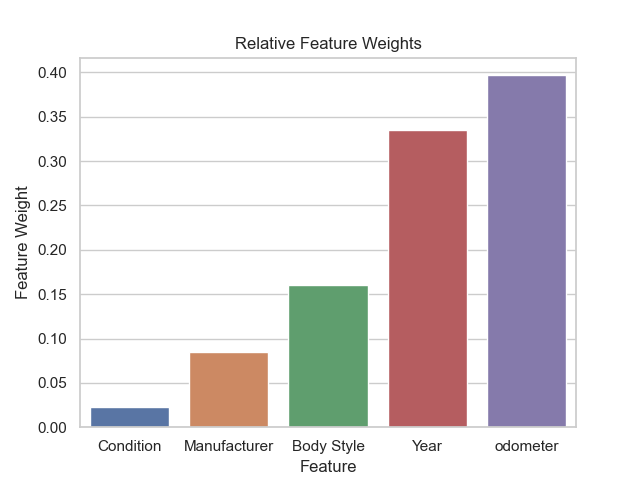 Relative Feature Weights
0.40
0.35
0.30
0.25
0.20
0.15
0.10
0.05
0.00
Feature Weight
Condition Manufacturer Body Style Year odometer
Feature